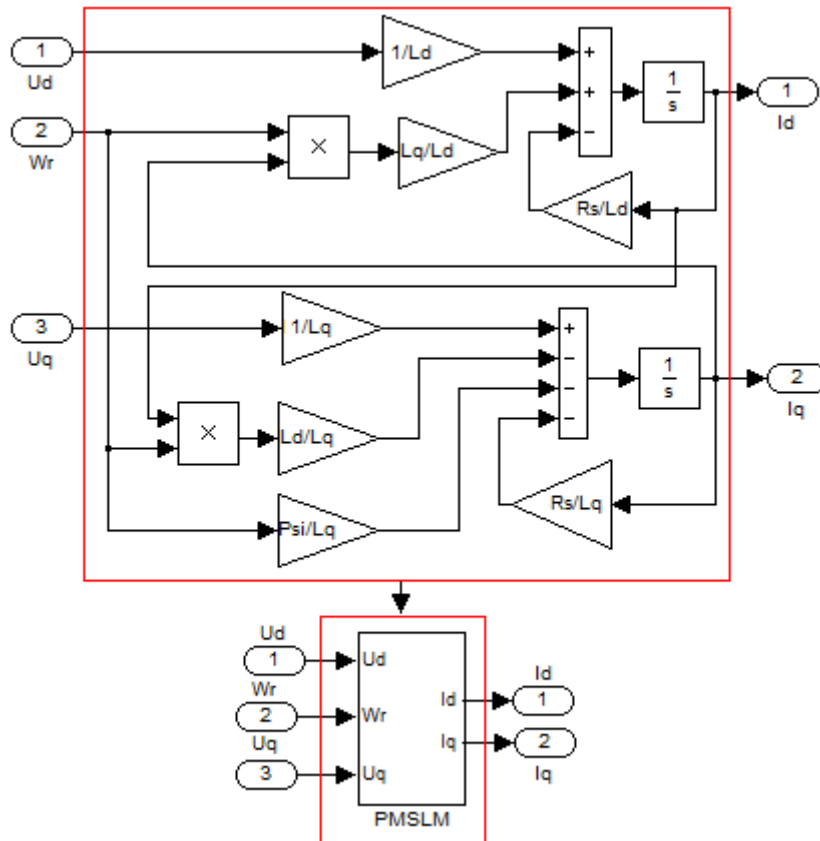 1
Ud
1/Ld
+
+
−
1
s
1
Id
2
Wr
×
Lq/Ld
Rs/Ld
3
Uq
1/Lq
+
−
−
−
1
s
2
Iq
×
Ld/Lq
Rs/Lq
Psi/Lq
Ud
1
Wr
2
Uq
3
Ud
Wr
Uq
Id
Iq
PMSLM
Id
1
2
Iq